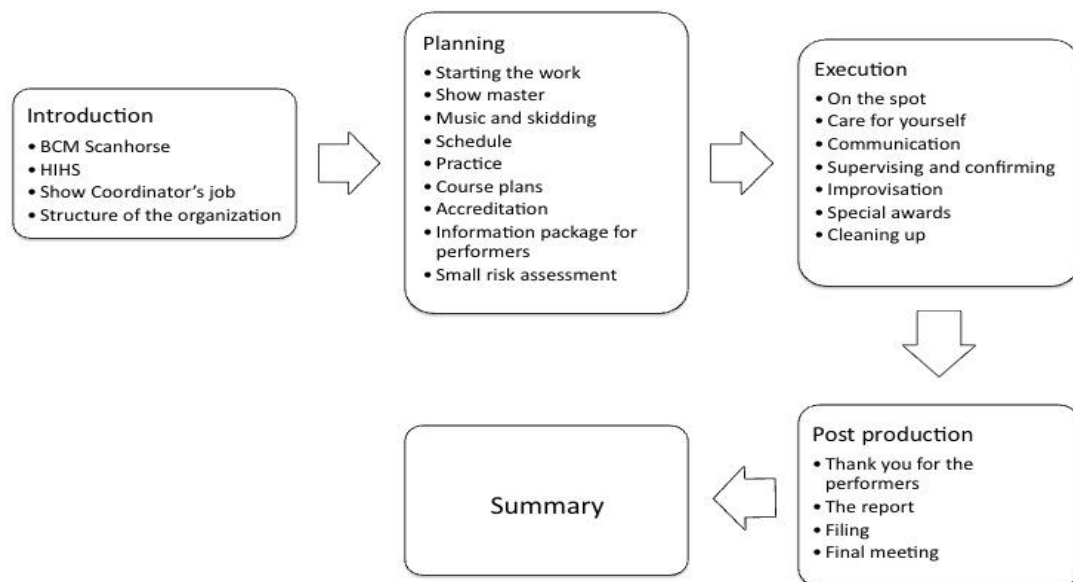 Introduction
• BCM Scanhorse
• HIHS
• Show Coordinator's job
• Structure of the organization
Planning
• Starting the work
• Show master
• Music and skidding
• Schedule
• Practice
• Course plans
• Accreditation
• Information package for
performers
• Small risk assessment
Execution
• On the spot
• Care for yourself
• Communication
• Supervising and confirming
• Improvisation
• Special awards
• Cleaning up
Post production
• Thank you for the
performers
• The report
• Filing
• Final meeting
Summary